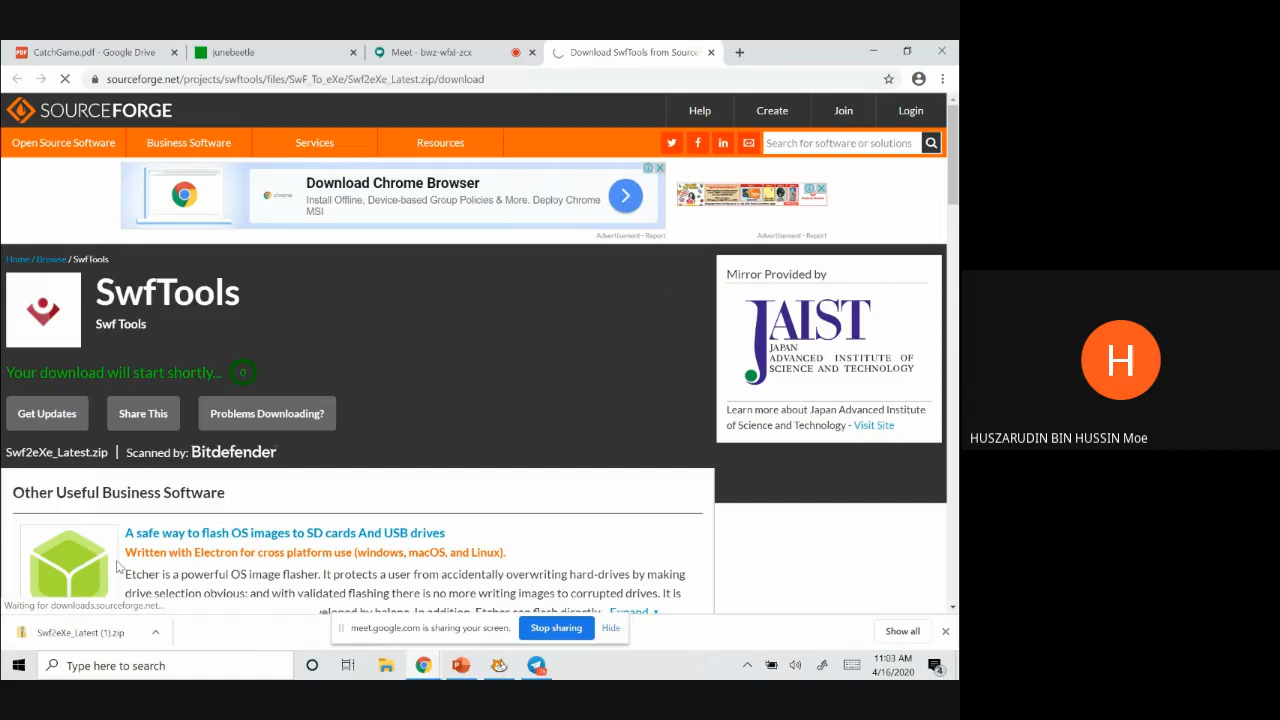 CatchGame.pdf - Google Drive
junebeetle
Meet - bwz-wfxi-zcx
Download SwfTools from Source
sourceforge.net/projects/swftools/files/SwF_To_eXe/Swf2eXe_Latest.zip/download
SOURCEFORGE
Help
Create
Join
Login
Open Source Software
Business Software
Services
Resources
Search for software or solutions
Download Chrome Browser
Install Offline, Device-based Group Policies & More. Deploy Chrome
MSI
chrome
Advertisement - Report
Advertisement - Report
Home / Browse / SwfTools
SwfTools
Swf Tools
Your download will start shortly... 0
Get Updates
Share This
Problems Downloading?
Swf2eXe_Latest.zip | Scanned by: Bitdefender
Mirror Provided by
JAIST
JAPAN
ADVANCED INSTITUTE OF
SCIENCE AND TECHNOLOGY
Learn more about Japan Advanced Institute
of Science and Technology - Visit Site
Other Useful Business Software
A safe way to flash OS images to SD cards And USB drives
Written with Electron for cross platform use (windows, macOS, and Linux).
Etcher is a powerful OS image flasher. It protects a user from accidentally overwriting hard-drives by making
drive selection obvious; and with validated flashing there is no more writing images to corrupted drives. It is
Expand
Waiting for downloads.sourceforge.net...
Swf2eXe_Latest (1).zip
meet.google.com is sharing your screen.
Stop sharing
Hide
Show all
Type here to search
11:03 AM
4/16/2020
4
H
HUSZARUDIN BIN HUSSIN Moe